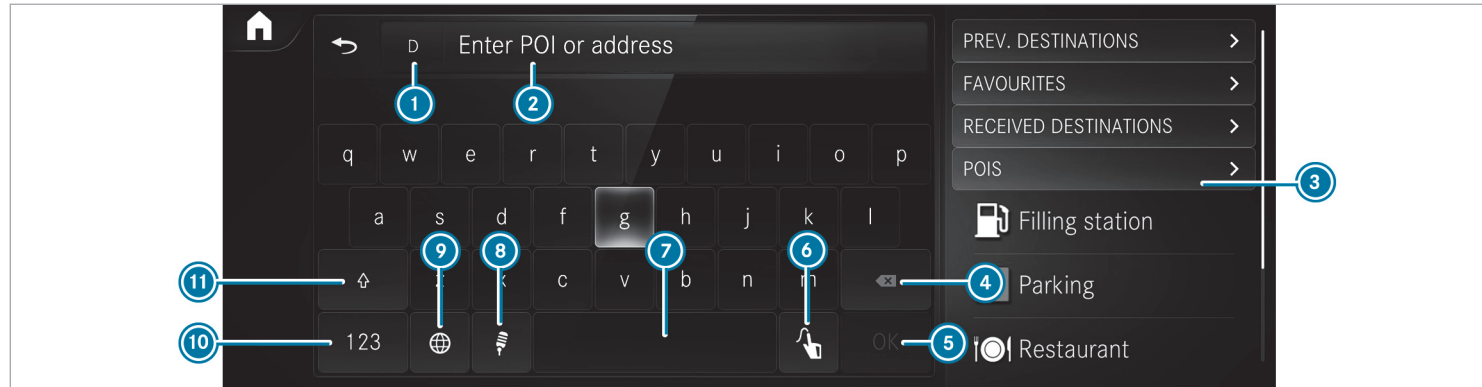 D Enter POI or address
1 2
q w e r t y u i o p
a s d f g h j k l
9 8 7 6
z x c v b n m
11 4
123 OK
10 5
PREV. DESTINATIONS
FAVOURITES
RECEIVED DESTINATIONS
POIS
3
Filling station
Parking
Restaurant